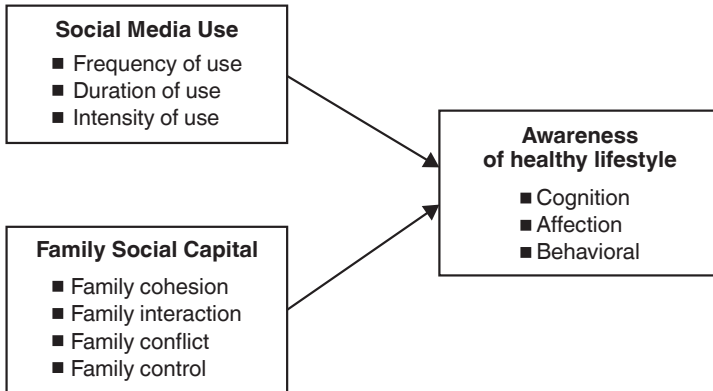 Social Media Use
■ Frequency of use
■ Duration of use
■ Intensity of use
Awareness
of healthy lifestyle
■ Cognition
■ Affection
■ Behavioral
Family Social Capital
■ Family cohesion
■ Family interaction
■ Family conflict
■ Family control